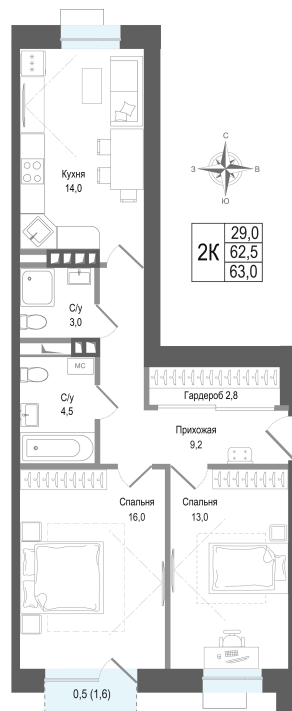 Кухня
14,0
С
З
В
Ю
2К
29,0
62,5
63,0
С/у
3,0
МС
С/у
4,5
Гардероб 2,8
Прихожая
9,2
Спальня
16,0
Спальня
13,0
0,5 (1,6)